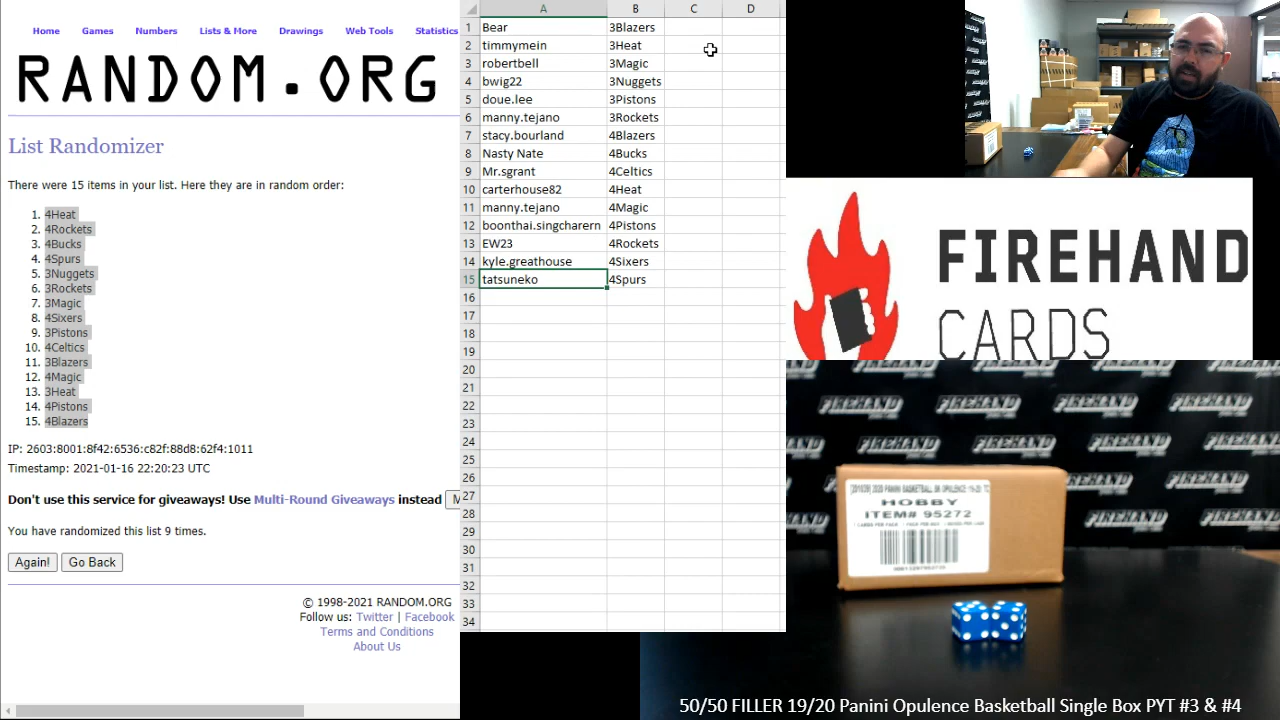 Home Games Numbers Lists & More Drawings Web Tools Statistics
RANDOM.ORG
List Randomizer
There were 15 items in your list. Here they are in random order:
1. 4Heat
2. 4Rockets
3. 4Bucks
4. 4Spurs
5. 3Nuggets
6. 3Rockets
7. 3Magic
8. 4Sixers
9. 3Pistons
10. 4Celtics
11. 3Blazers
12. 4Magic
13. 3Heat
14. 4Pistons
15. 4Blazers
IP: 2603:8001:8f42:6536:c82f:88d8:62f4:1011
Timestamp: 2021-01-16 22:20:23 UTC
Don't use this service for giveaways! Use Multi-Round Giveaways instead
You have randomized this list 9 times.
Again! Go Back
© 1998-2021 RANDOM.ORG
Follow us: Twitter | Facebook
Terms and Conditions
About Us
A B C D
1 Bear 3Blazers
2 timmymein 3Heat
3 robertbell 3Magic
4 bwig22 3Nuggets
5 doue.lee 3Pistons
6 manny.tejano 3Rockets
7 stacy.bourland 4Blazers
8 Nasty Nate 4Bucks
9 Mr.sgrant 4Celtics
10 carterhouse82 4Heat
11 manny.tejano 4Magic
12 boonthai.singcharern 4Pistons
13 EW23 4Rockets
14 kyle.greathouse 4Sixers
15 tatsuneko 4Spurs
16
17
18
19
20
21
22
23
24
25
26
27
28
29
30
31
32
33
34
FIREHAND
CARDS
FIREHAND FIREHAND FIREHAND FIREHAND
HOBBY
ITEM# 95272
50/50 FILLER 19/20 Panini Opulence Basketball Single Box PYT #3 & #4